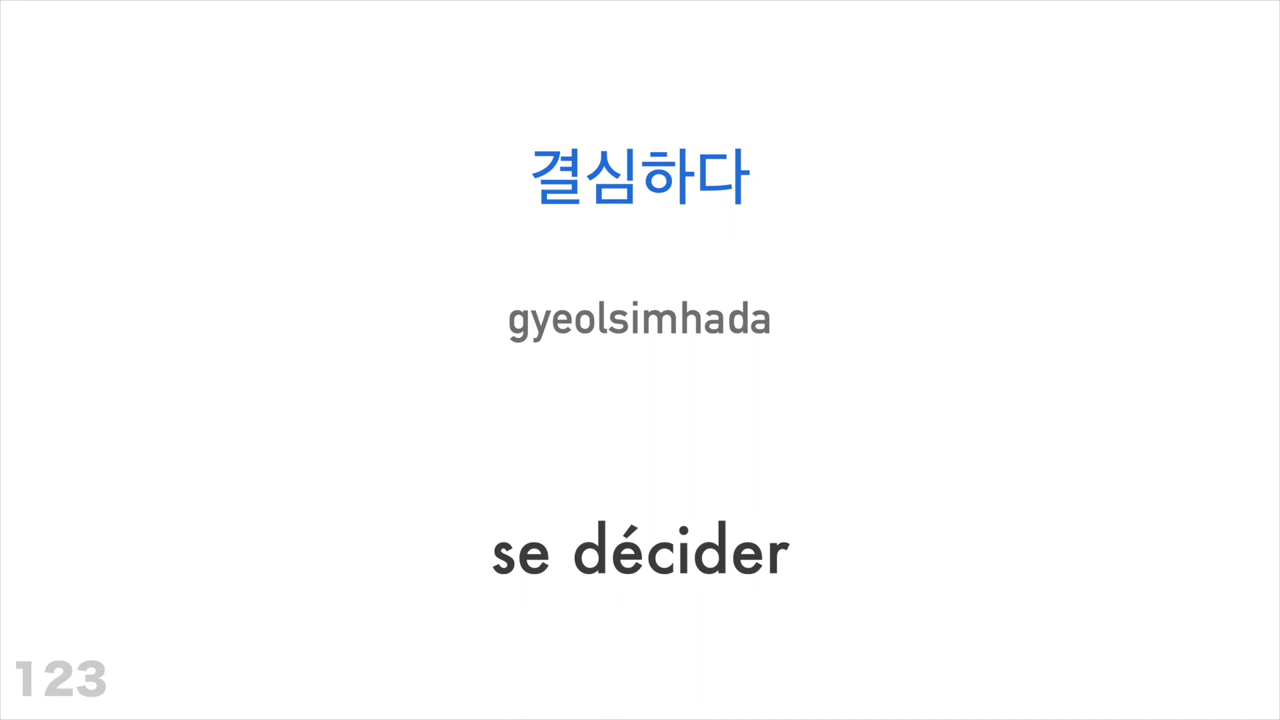 결심하다
gyeolsimhada
se décider
123